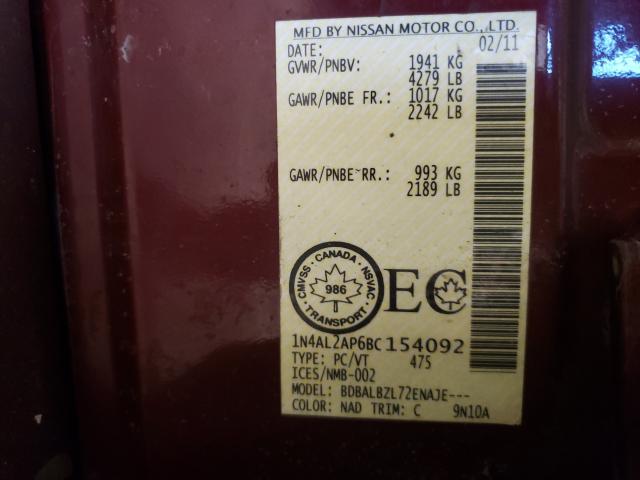 MFD BY NISSAN MOTOR CO.,LTD.
DATE: 02/11
GVWR/PNBV: 1941 KG
4279 LB
GAWR/PNBE FR.: 1017 KG
2242 LB
GAWR/PNBE~RR.: 993 KG
2189 LB
CMVSS · CANADA · NSVAC · TRANSPORT ·
986
EC
1N4AL2AP6BC154092
TYPE: PC/VT 475
ICES/NMB-002
MODEL: BDBALBZL72ENAJE---
COLOR: NAD TRIM: C 9N10A